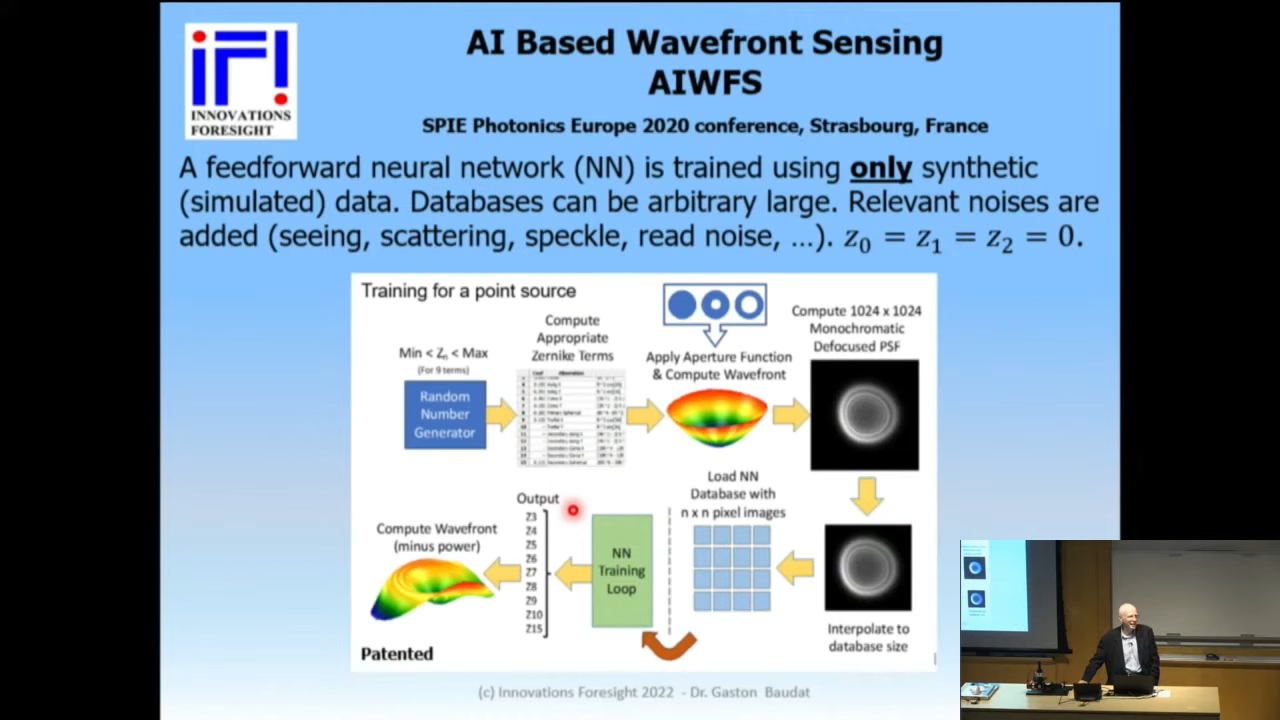 INNOVATIONS
FORESIGHT
AI Based Wavefront Sensing
AIWFS
SPIE Photonics Europe 2020 conference, Strasbourg, France
A feedforward neural network (NN) is trained using only synthetic
(simulated) data. Databases can be arbitrary large. Relevant noises are
added (seeing, scattering, speckle, read noise, ...). z₀ = z₁ = z₂ = 0.
Training for a point source
Min < Zn < Max
(For 9 terms)
Random
Number
Generator
Compute
Appropriate
Zernike Terms
Apply Aperture Function
& Compute Wavefront
Compute 1024 x 1024
Monochromatic
Defocused PSF
Interpolate to
database size
Load NN
Database with
n x n pixel images
NN
Training
Loop
Output
Z3
Z4
Z5
Z6
Z7
Z8
Z9
Z10
Z15
Compute Wavefront
(minus power)
Patented
(c) Innovations Foresight 2022 - Dr. Gaston Baudat